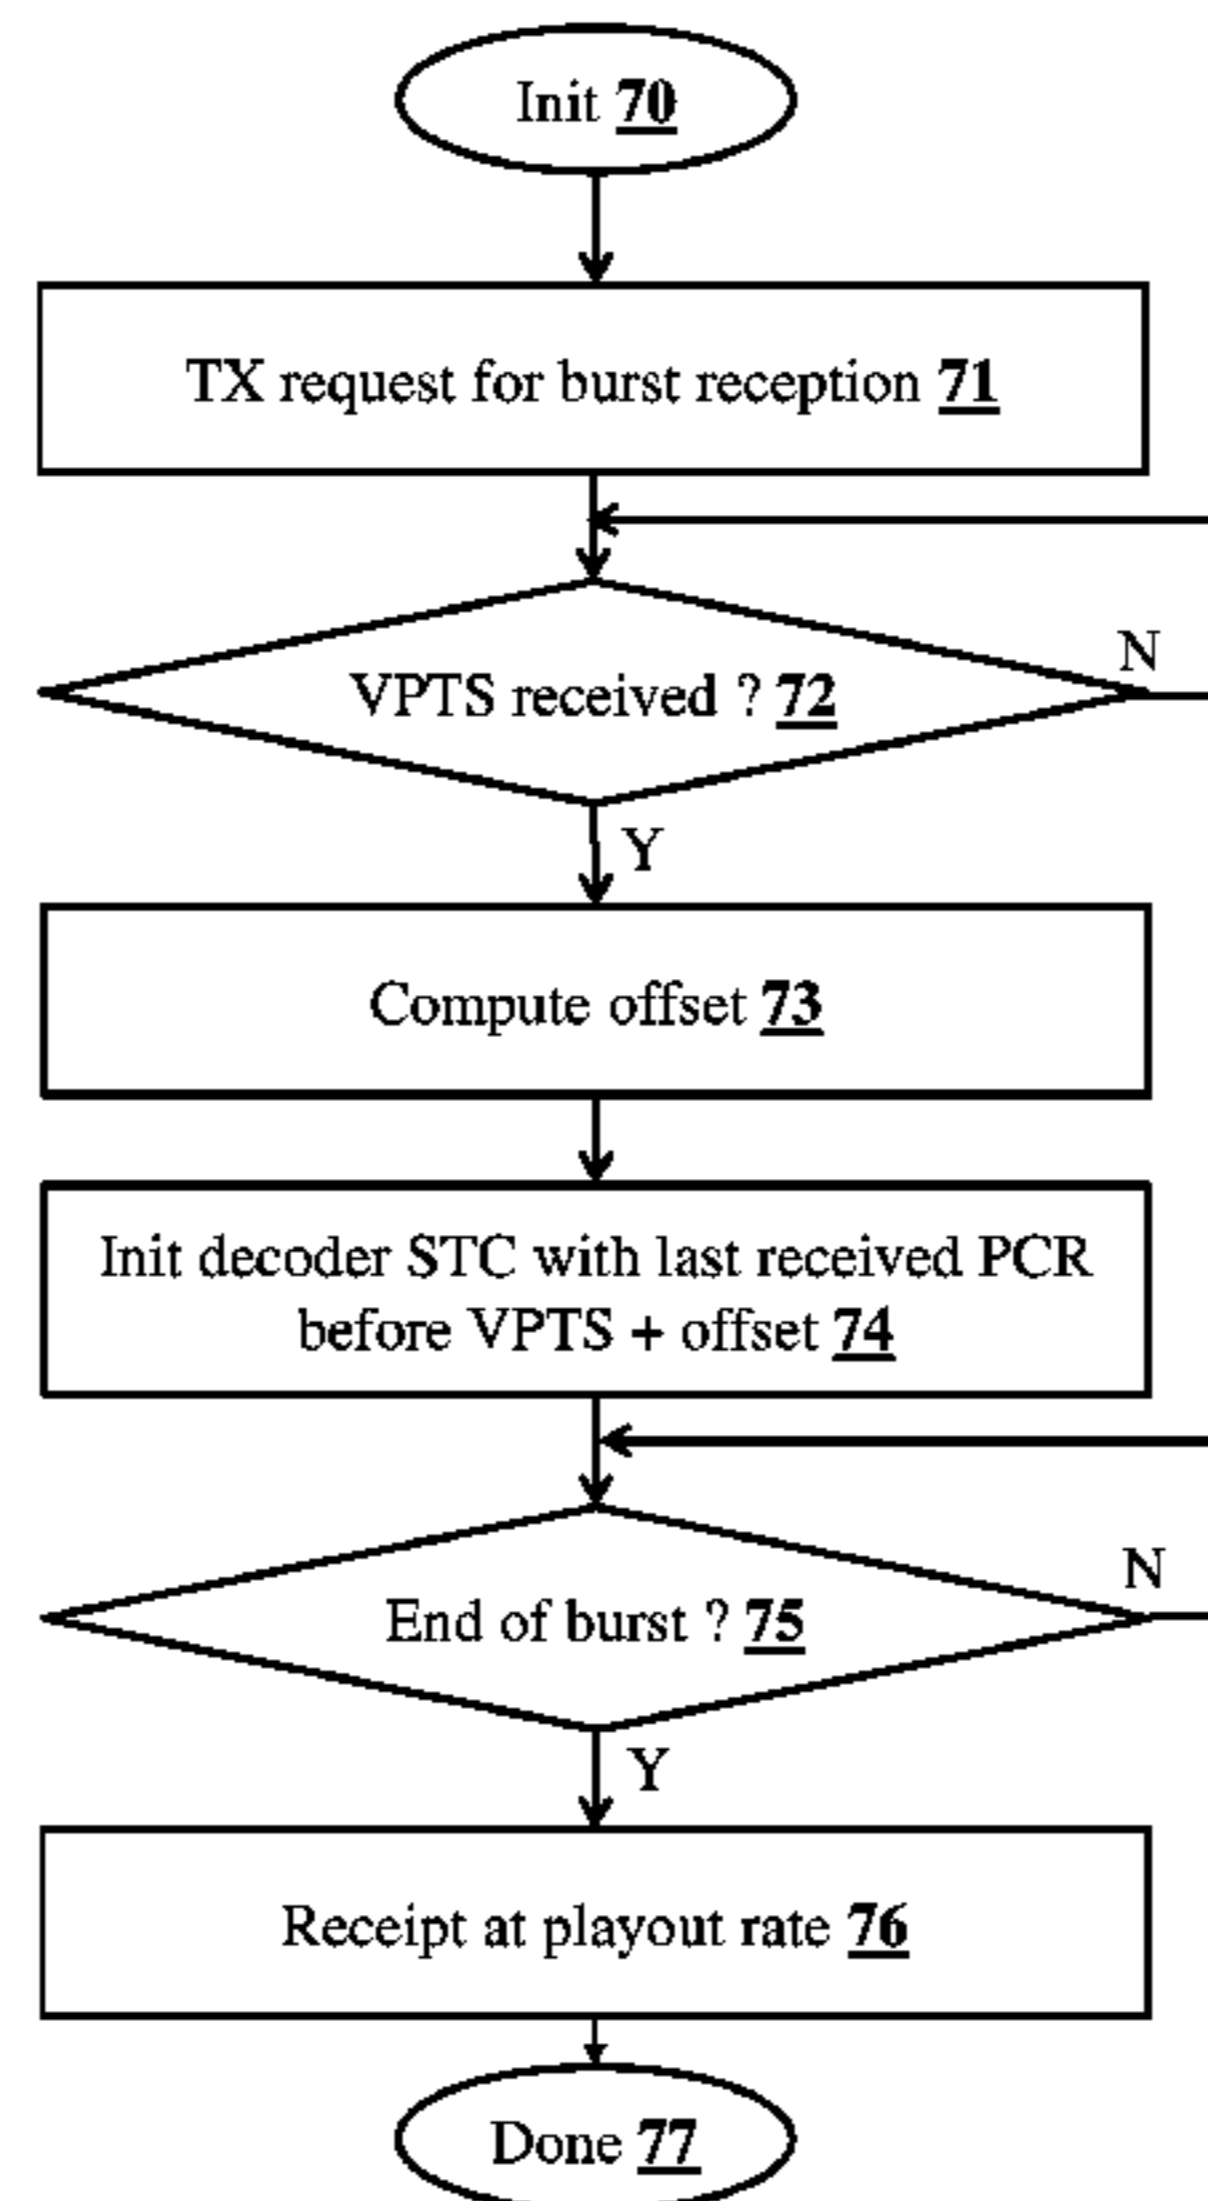 Init 70
TX request for burst reception 71
VPTS received ? 72
N
Y
Compute offset 73
Init decoder STC with last received PCR
before VPTS + offset 74
End of burst ? 75
N
Y
Receipt at playout rate 76
Done 77